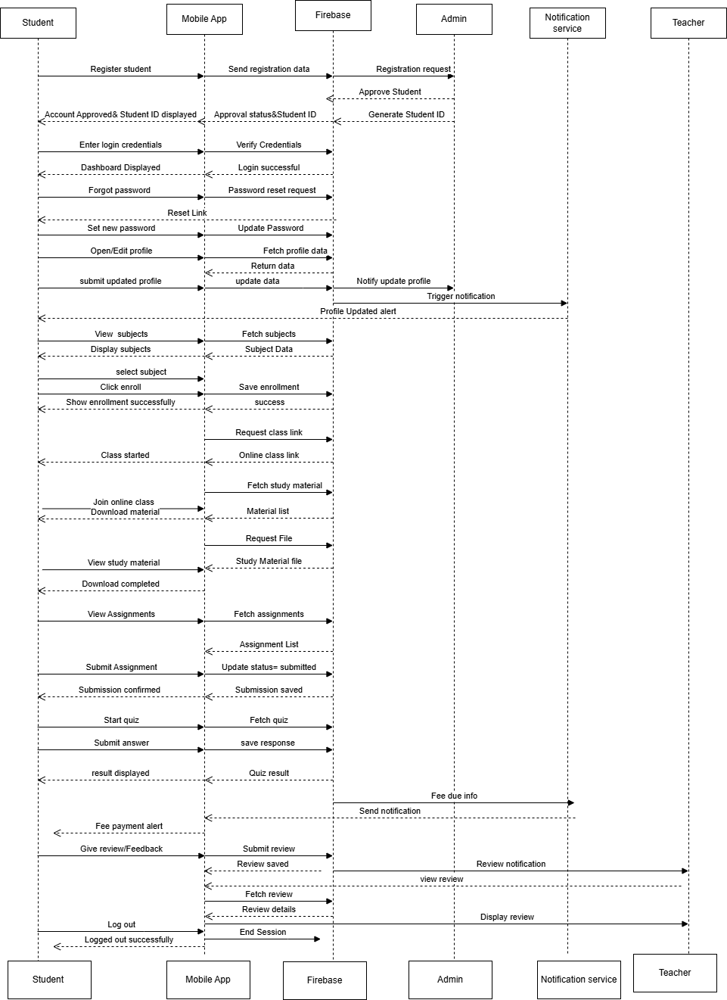 Student
Mobile App
Firebase
Admin
Notification
service
Teacher
Register student
Send registration data
Registration request
Approve Student
Account Approved& Student ID displayed
Approval status&Student ID
Generate Student ID
Enter login credentials
Verify Credentials
Dashboard Displayed
Login successful
Forgot password
Password reset request
Reset Link
Set new password
Update Password
Open/Edit profile
Fetch profile data
Return data
submit updated profile
update data
Notify update profile
Trigger notification
Profile Updated alert
View  subjects
Fetch subjects
Display subjects
Subject Data
select subject
Click enroll
Save enrollment
Show enrollment successfully
success
Request class link
Class started
Online class link
Fetch study material
Join online class
Download material
Material list
Request File
View study material
Study Material file
Download completed
View Assignments
Fetch assignments
Assignment List
Submit Assignment
Update status= submitted
Submission confirmed
Submission saved
Start quiz
Fetch quiz
Submit answer
save response
result displayed
Quiz result
Fee due info
Send notification
Fee payment alert
Give review/Feedback
Submit review
Review saved
Review notification
view review
Fetch review
Review details
Display review
Log out
End Session
Logged out successfully
Student
Mobile App
Firebase
Admin
Notification service
Teacher